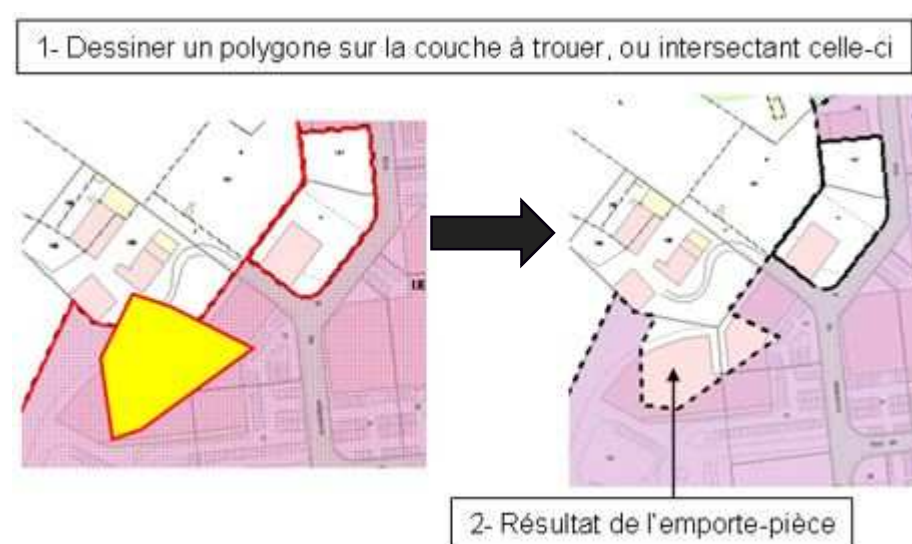 1- Dessiner un polygone sur la couche à trouer, ou intersectant celle-ci
2- Résultat de l'emporte-pièce